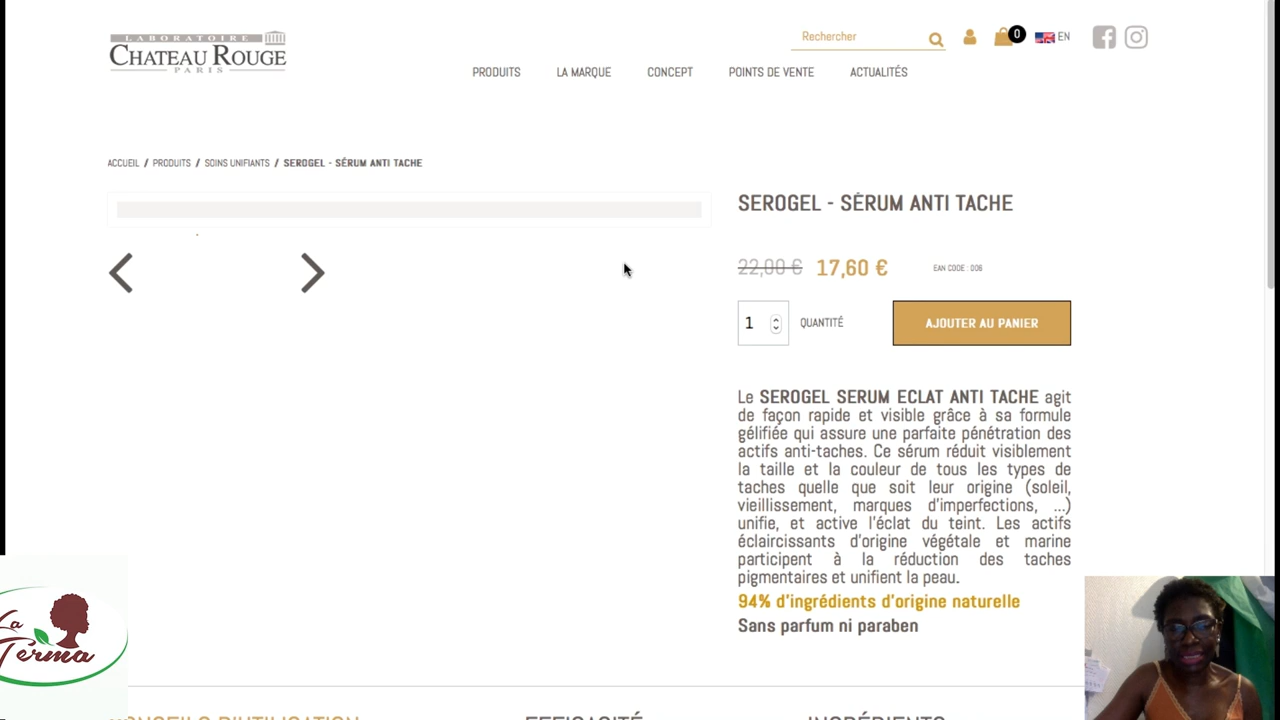 LABORATOIRE
CHATEAU ROUGE
PARIS
Rechercher
0
EN
PRODUITS
LA MARQUE
CONCEPT
POINTS DE VENTE
ACTUALITÉS
ACCUEIL / PRODUITS / SOINS UNIFIANTS / SEROGEL - SÉRUM ANTI TACHE
SEROGEL - SÉRUM ANTI TACHE
22,00 € 17,60 €
EAN CODE : 006
1
QUANTITÉ
AJOUTER AU PANIER
Le SEROGEL SERUM ECLAT ANTI TACHE agit
de façon rapide et visible grâce à sa formule
gélifiée qui assure une parfaite pénétration des
actifs anti-taches. Ce sérum réduit visiblement
la taille et la couleur de tous les types de
taches quelle que soit leur origine (soleil,
vieillissement, marques d'imperfections, ...)
unifie, et active l'éclat du teint. Les actifs
éclaircissants d'origine végétale et marine
participent à la réduction des taches
pigmentaires et unifient la peau.
94% d'ingrédients d'origine naturelle
Sans parfum ni paraben
La
Terma
CONSEILS D'UTILISATION
EFFICACITÉ
INGRÉDIENTS